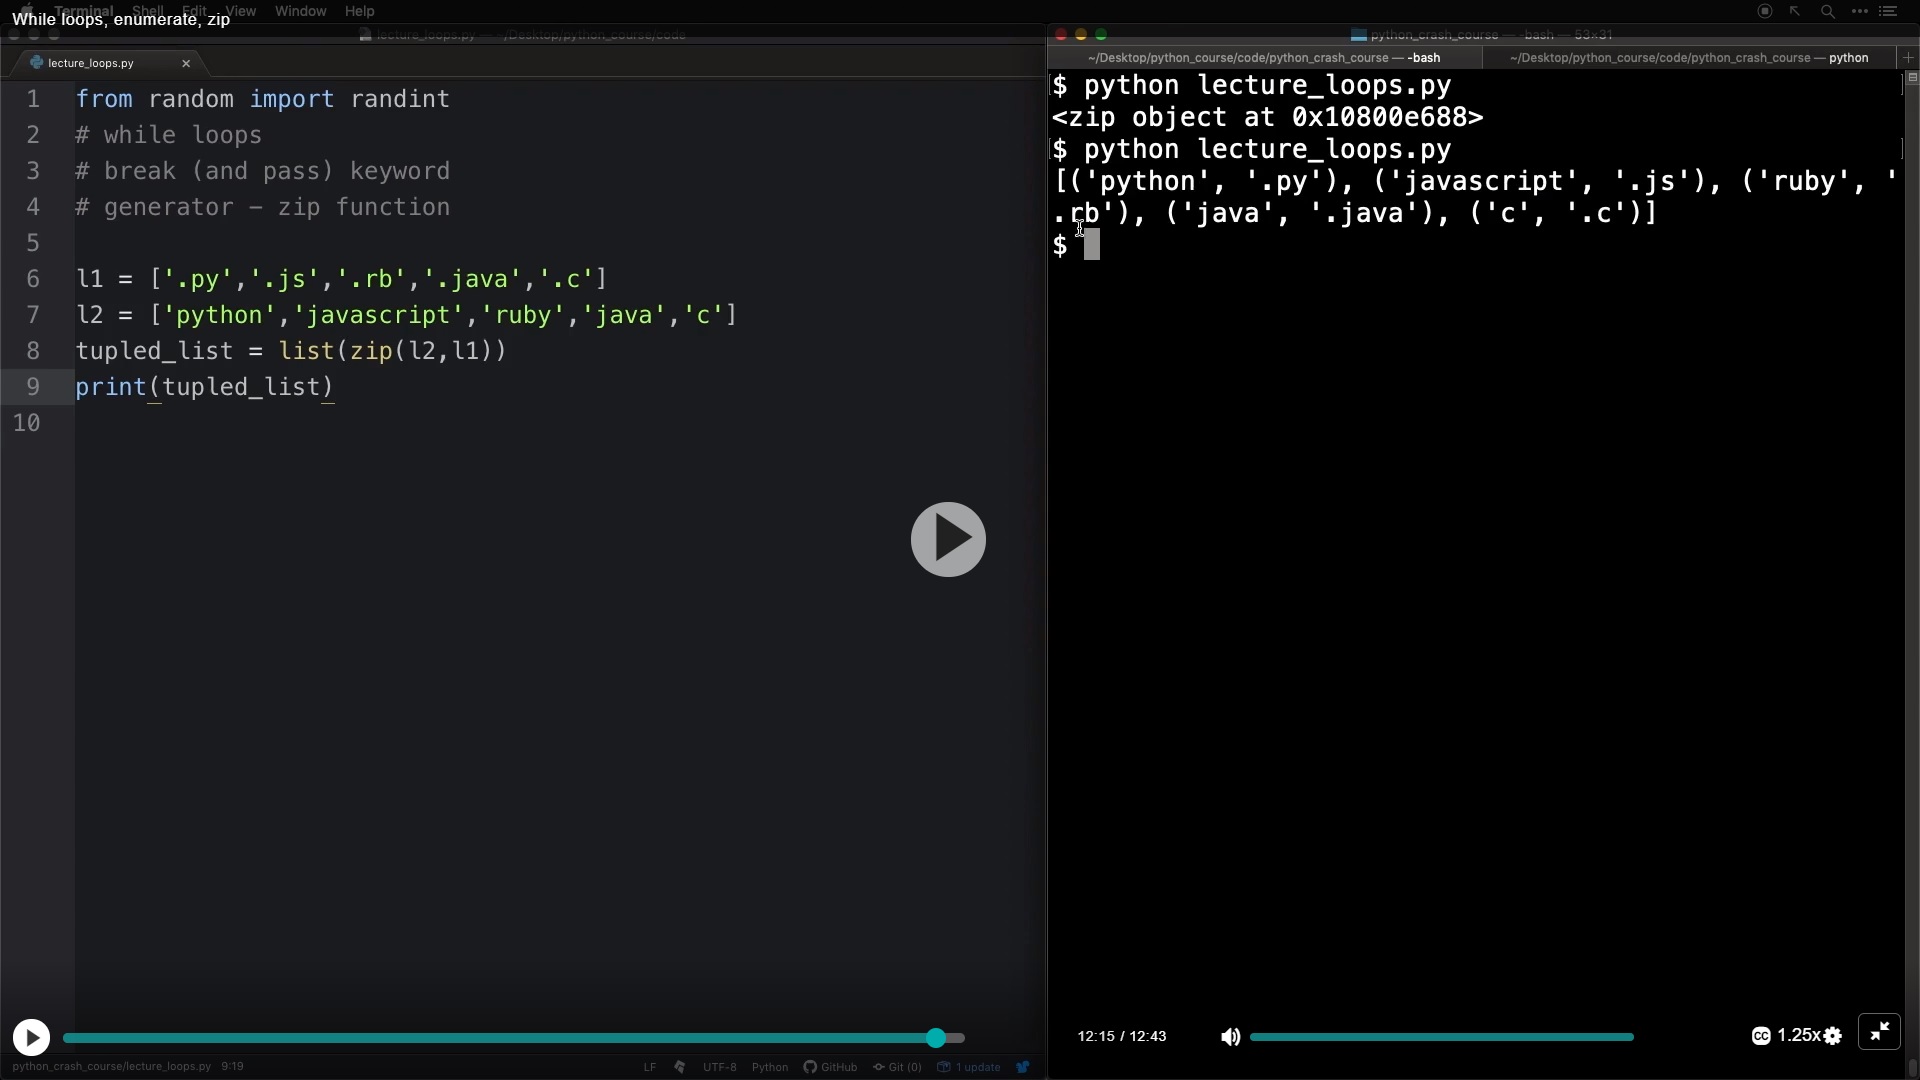 While loops, enumerate, zip
Terminal Shell Edit View Window Help
lecture_loops.py — ~/Desktop/python_course/code
python_crash_course — -bash — 53×31
lecture_loops.py ×
~/Desktop/python_course/code/python_crash_course — -bash
~/Desktop/python_course/code/python_crash_course — python
1 from random import randint
2 # while loops
3 # break (and pass) keyword
4 # generator – zip function
5
6 l1 = ['.py','.js','.rb','.java','.c']
7 l2 = ['python','javascript','ruby','java','c']
8 tupled_list = list(zip(l2,l1))
9 print(tupled_list)
10
$ python lecture_loops.py
<zip object at 0x10800e688>
$ python lecture_loops.py
[('python', '.py'), ('javascript', '.js'), ('ruby', '
.rb'), ('java', '.java'), ('c', '.c')]
$
12:15 / 12:43
CC 1.25x
python_crash_course/lecture_loops.py 9:19
LF UTF-8 Python GitHub Git (0) 1 update